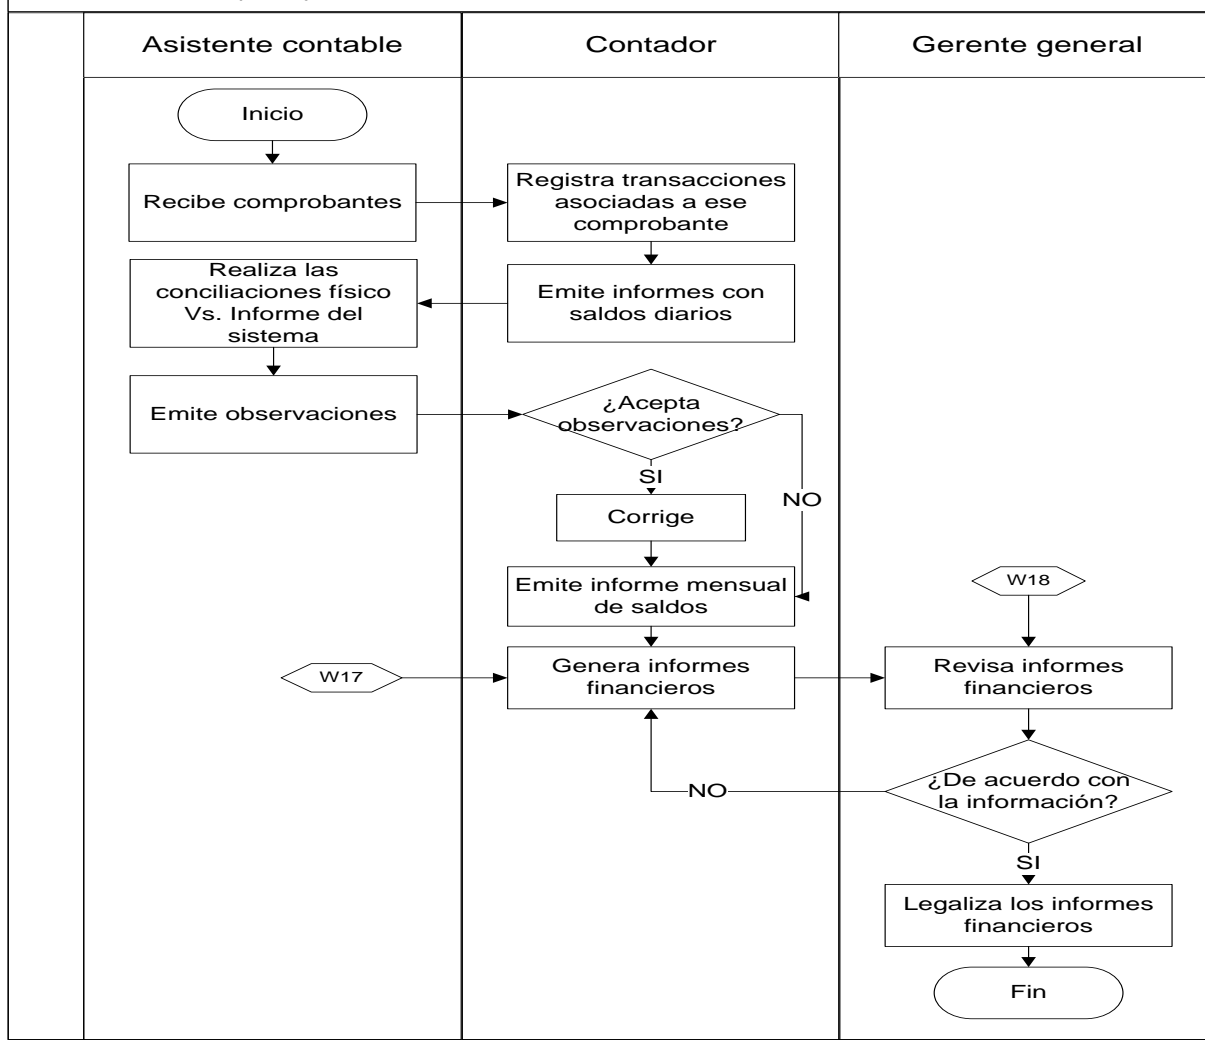 Asistente contable
Contador
Gerente general
Inicio
Recibe comprobantes
Registra transacciones
asociadas a ese
comprobante
Realiza las
conciliaciones físico
Vs. Informe del
sistema
Emite informes con
saldos diarios
Emite observaciones
¿Acepta
observaciones?
SI
NO
Corrige
Emite informe mensual
de saldos
W18
W17
Genera informes
financieros
Revisa informes
financieros
¿De acuerdo con
la información?
NO
SI
Legaliza los informes
financieros
Fin